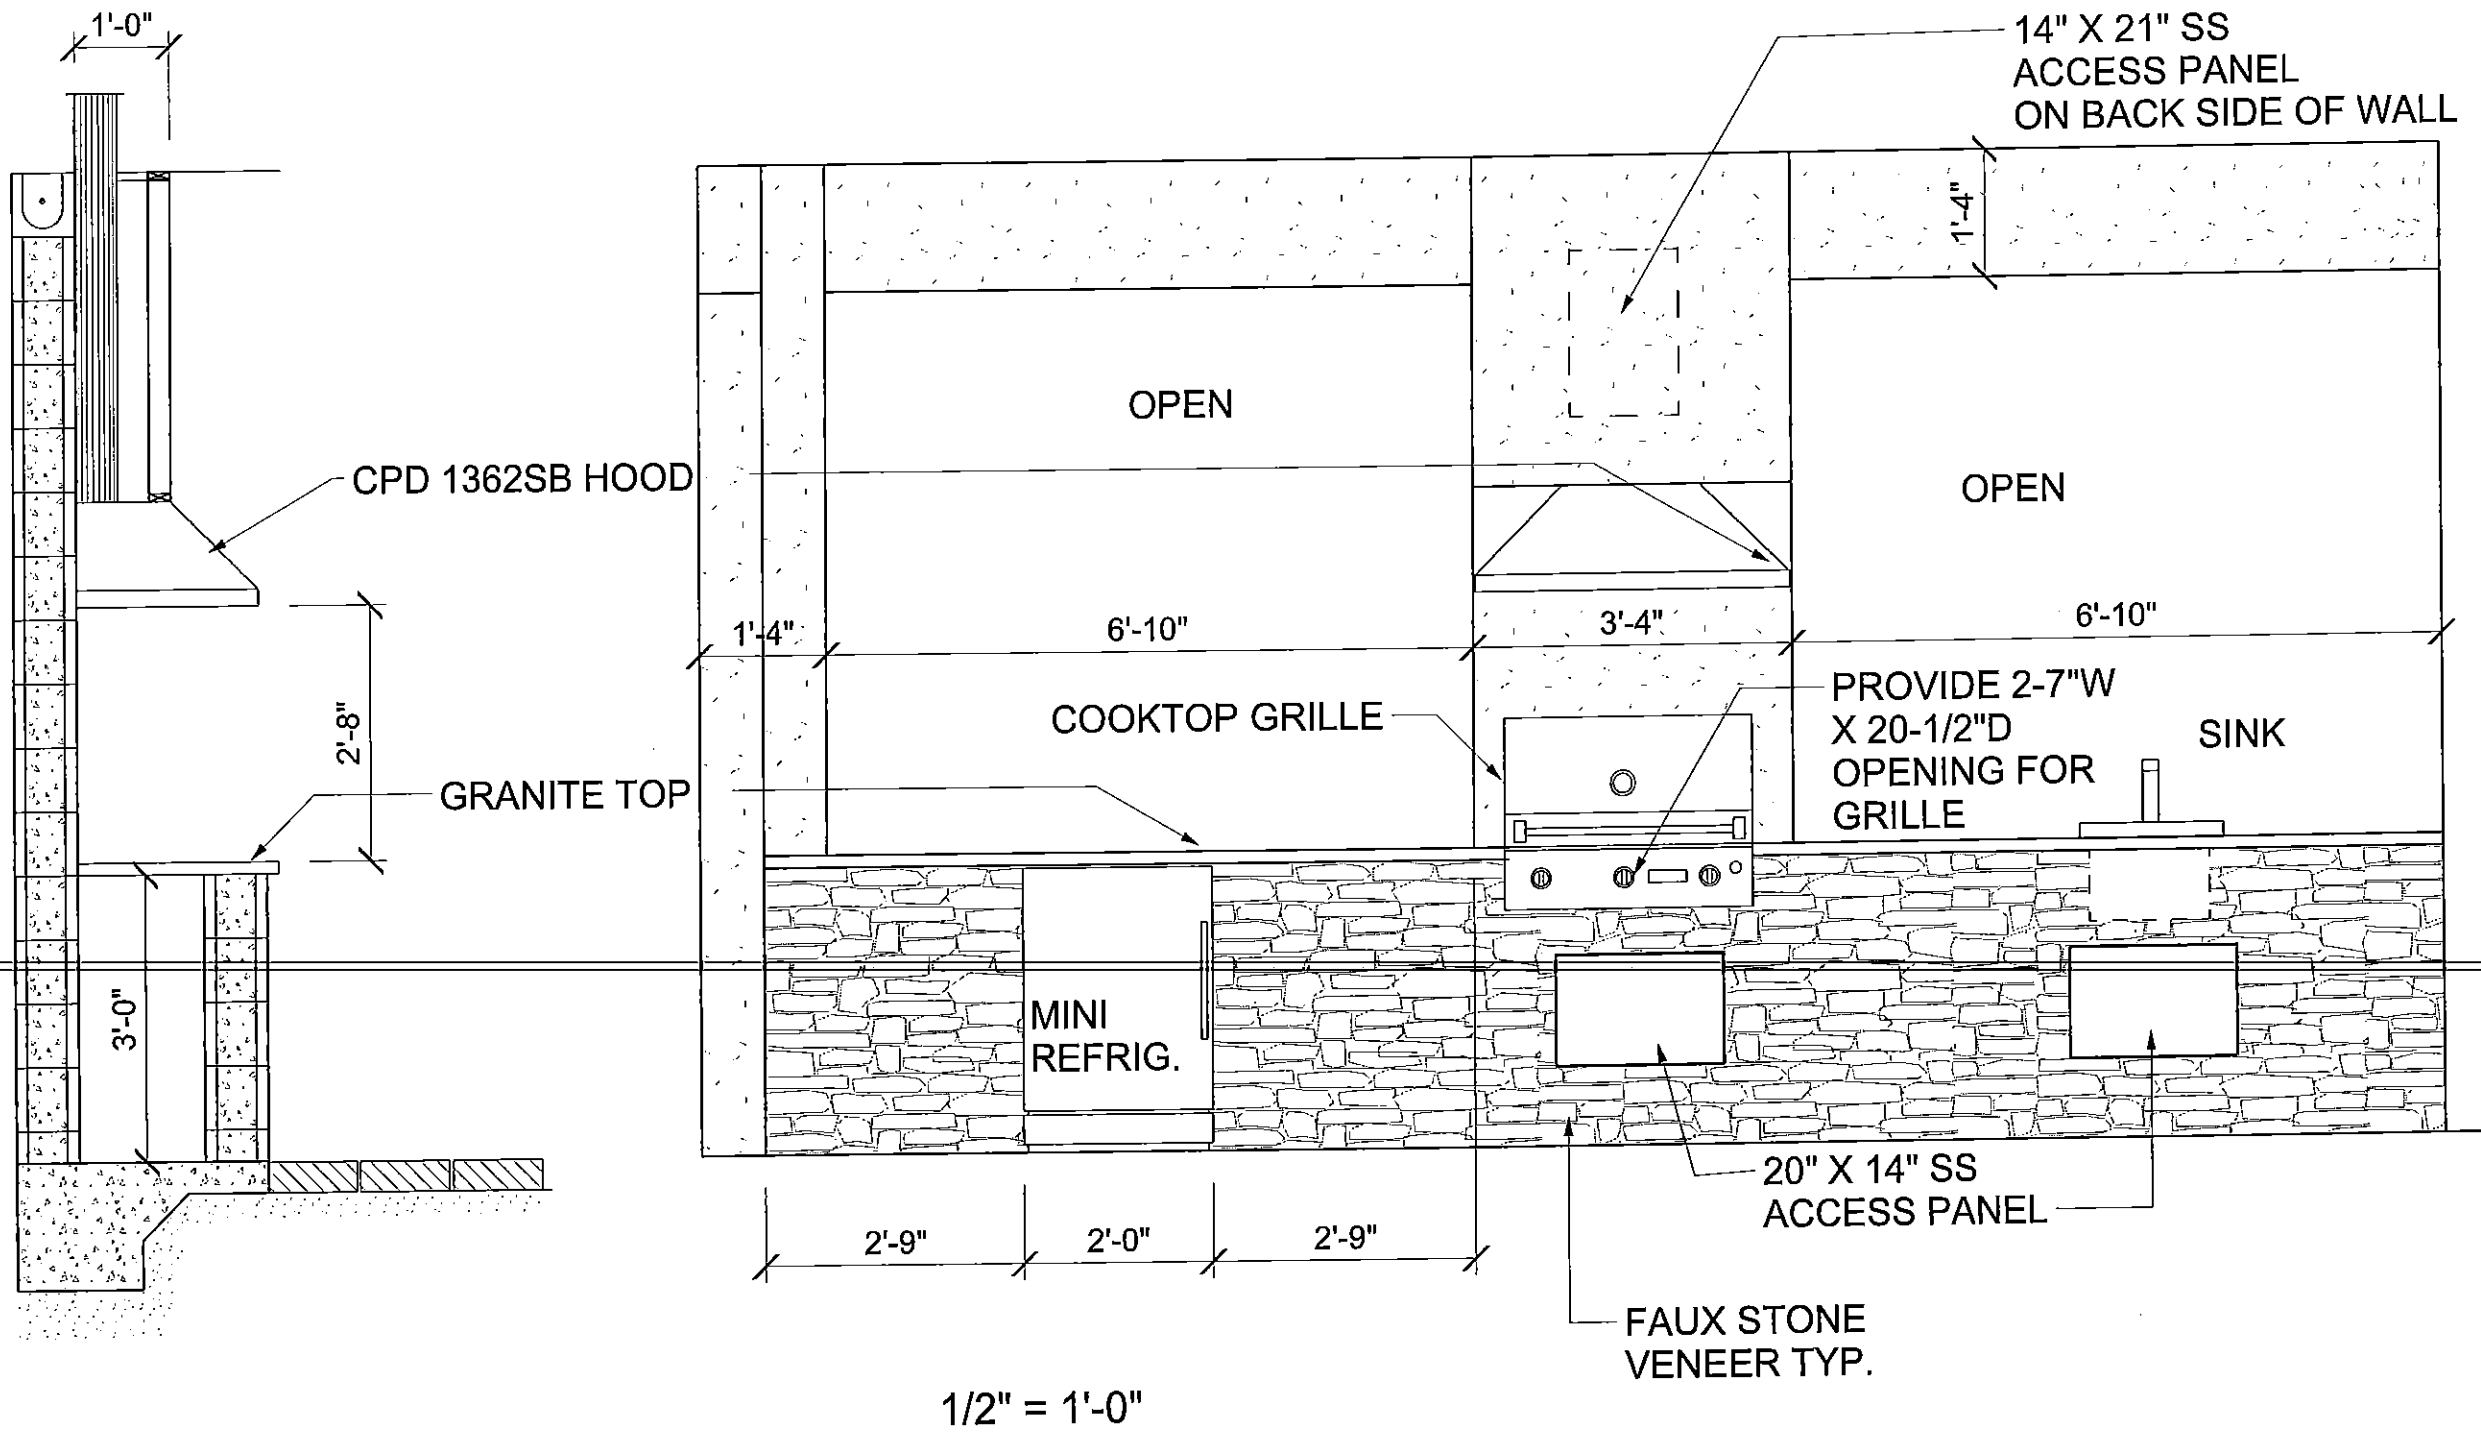 1'-0"
14" X 21" SS
ACCESS PANEL
ON BACK SIDE OF WALL
1'-4"
OPEN
CPD 1362SB HOOD
OPEN
1'-4"
6'-10"
3'-4"
6'-10"
2'-8"
COOKTOP GRILLE
PROVIDE 2-7"W
X 20-1/2"D
OPENING FOR
GRILLE
SINK
GRANITE TOP
3'-0"
MINI
REFRIG.
20" X 14" SS
ACCESS PANEL
2'-9"
2'-0"
2'-9"
FAUX STONE
VENEER TYP.
1/2" = 1'-0"